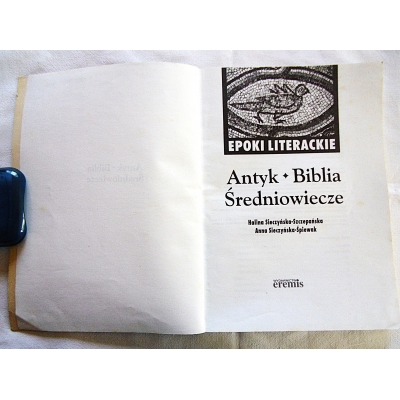 EPOKI LITERACKIE
Antyk ✦ Biblia
Średniowiecze
Halina Sieczyńska-Szczepańska
Anna Sieczyńska-Śpiewak
eremis